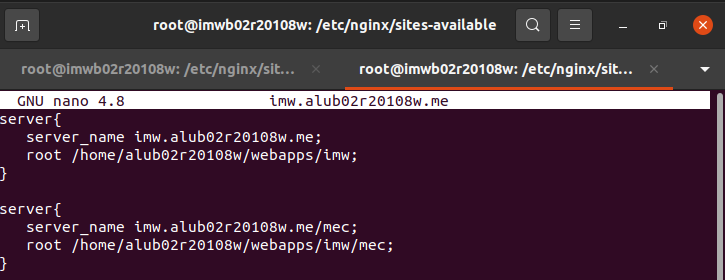 root@imwb02r20108w: /etc/nginx/sites-available
root@imwb02r20108w: /etc/nginx/sit...
root@imwb02r20108w: /etc/nginx/sit...
GNU nano 4.8 imw.alub02r20108w.me
server{
server_name imw.alub02r20108w.me;
root /home/alub02r20108w/webapps/imw;
}
server{
server_name imw.alub02r20108w.me/mec;
root /home/alub02r20108w/webapps/imw/mec;
}